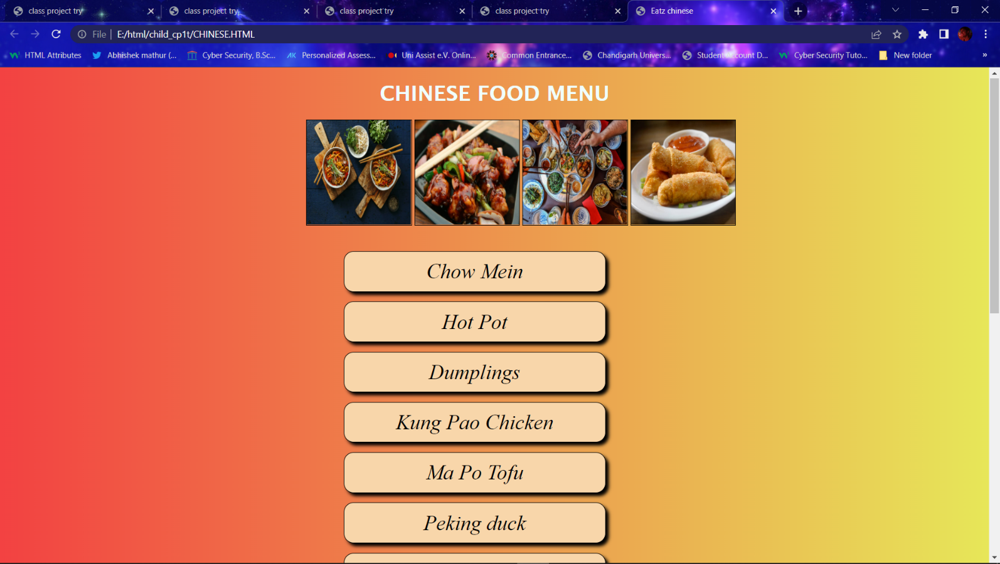 class project try
class project try
class project try
class project try
Eatz chinese
File | E:/html/child_cp1t/CHINESE.HTML
HTML Attributes
Abhishek mathur (...
Cyber Security, B.Sc...
AK Personalized Assess...
Uni Assist e.V. Onlin...
Common Entrance...
Chandigarh Univers...
Student Account D...
Cyber Security Tuto...
New folder
»
CHINESE FOOD MENU
Chow Mein
Hot Pot
Dumplings
Kung Pao Chicken
Ma Po Tofu
Peking duck